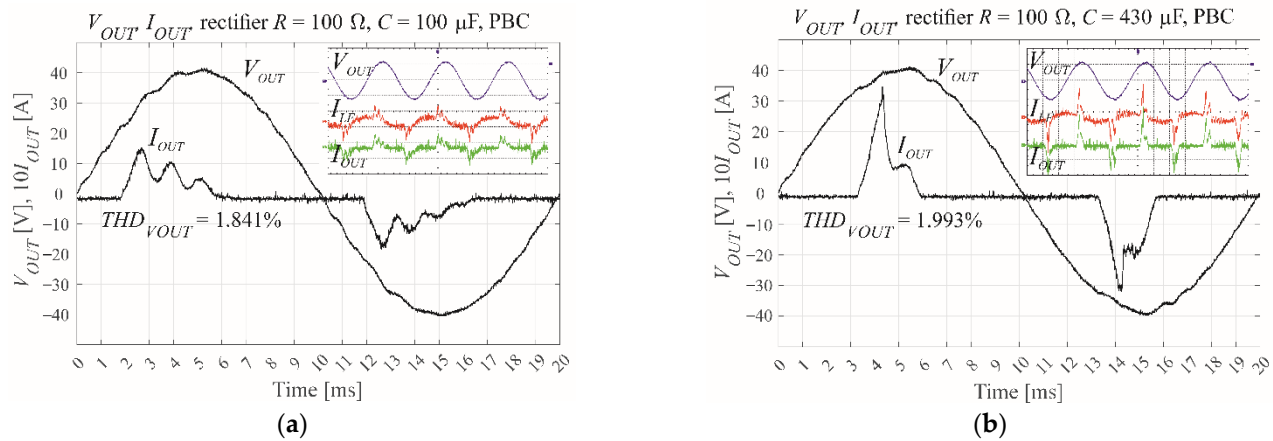 V_OUT, I_OUT, rectifier R = 100 Ω, C = 100 µF, PBC
V_OUT [V], 10I_OUT [A]
40
30
20
10
0
−10
−20
−30
−40
V_OUT
I_OUT
THD_VOUT = 1.841%
V_OUT
I_LF
I_OUT
0 1 2 3 4 5 6 7 8 9 10 11 12 13 14 15 16 17 18 19 20
Time [ms]
(a)
V_OUT, I_OUT, rectifier R = 100 Ω, C = 430 µF, PBC
V_OUT [V], 10I_OUT [A]
40
30
20
10
0
−10
−20
−30
−40
V_OUT
I_OUT
THD_VOUT = 1.993%
V_OUT
I_LF
I_OUT
0 1 2 3 4 5 6 7 8 9 10 11 12 13 14 15 16 17 18 19 20
Time [ms]
(b)